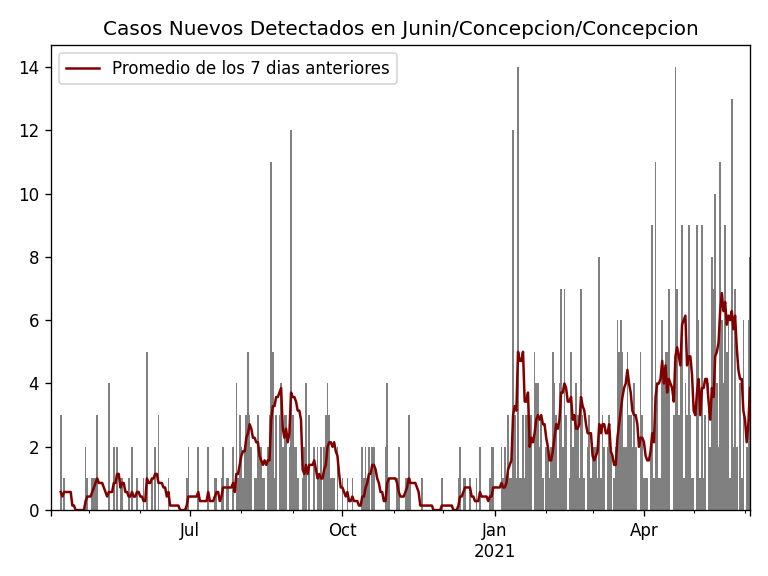 Casos Nuevos Detectados en Junin/Concepcion/Concepcion
Promedio de los 7 dias anteriores
14
12
10
8
6
4
2
0
Jul
Oct
Jan
2021
Apr